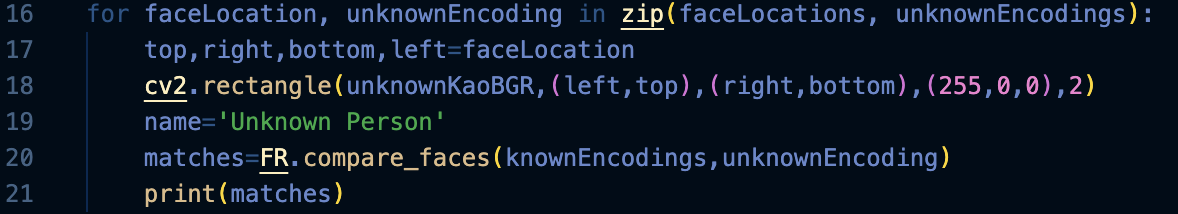 16 for faceLocation, unknownEncoding in zip(faceLocations, unknownEncodings):
17 top,right,bottom,left=faceLocation
18 cv2.rectangle(unknownKaoBGR,(left,top),(right,bottom),(255,0,0),2)
19 name='Unknown Person'
20 matches=FR.compare_faces(knownEncodings,unknownEncoding)
21 print(matches)